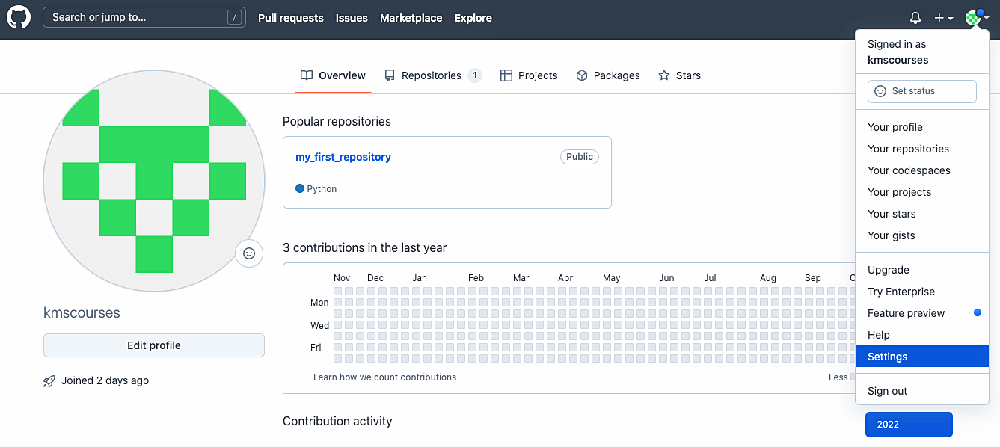 Search or jump to... /
Pull requests
Issues
Marketplace
Explore
Signed in as
kmscourses
Set status
Your profile
Your repositories
Your codespaces
Your projects
Your stars
Your gists
Upgrade
Try Enterprise
Feature preview
Help
Settings
Sign out
Overview
Repositories 1
Projects
Packages
Stars
kmscourses
Edit profile
Joined 2 days ago
Popular repositories
my_first_repository Public
Python
3 contributions in the last year
Nov Dec Jan Feb Mar Apr May Jun Jul Aug Sep
Mon
Wed
Fri
Learn how we count contributions Less
Contribution activity
2022